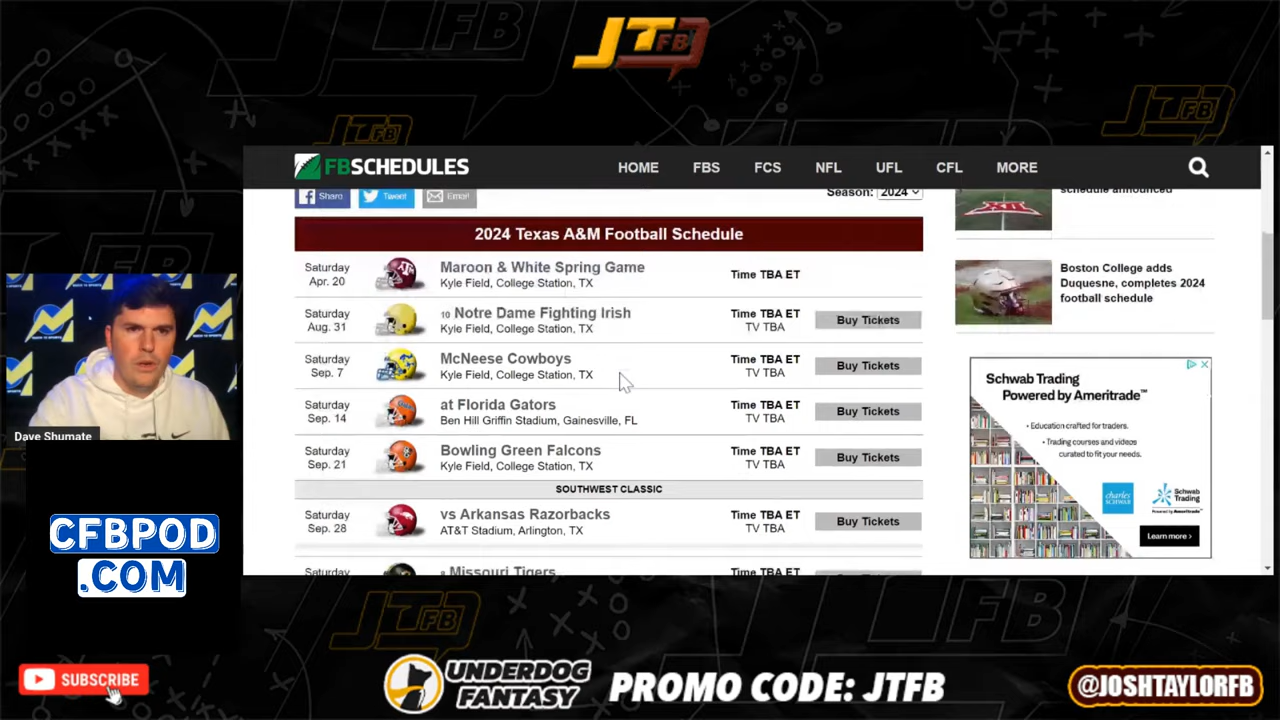 JTFB
FBSCHEDULES
HOME FBS FCS NFL UFL CFL MORE
Share Tweet Email
Season: 2024
schedule announced
2024 Texas A&M Football Schedule
Saturday Apr. 20
Maroon & White Spring Game
Kyle Field, College Station, TX
Time TBA ET
Saturday Aug. 31
10 Notre Dame Fighting Irish
Kyle Field, College Station, TX
Time TBA ET
TV TBA
Buy Tickets
Saturday Sep. 7
McNeese Cowboys
Kyle Field, College Station, TX
Time TBA ET
TV TBA
Buy Tickets
Saturday Sep. 14
at Florida Gators
Ben Hill Griffin Stadium, Gainesville, FL
Time TBA ET
TV TBA
Buy Tickets
Saturday Sep. 21
Bowling Green Falcons
Kyle Field, College Station, TX
Time TBA ET
TV TBA
Buy Tickets
SOUTHWEST CLASSIC
Saturday Sep. 28
vs Arkansas Razorbacks
AT&T Stadium, Arlington, TX
Time TBA ET
TV TBA
Buy Tickets
Saturday
Missouri Tigers
Time TBA ET
Boston College adds
Duquesne, completes 2024
football schedule
Schwab Trading
Powered by Ameritrade™
• Education crafted for traders.
• Trading courses and videos
curated to fit your needs.
charles SCHWAB
Schwab
Trading
Powered by Ameritrade
Learn more ›
Dave Shumate
CFBPOD
.COM
SUBSCRIBE
UNDERDOG
FANTASY
PROMO CODE: JTFB
@JOSHTAYLORFB